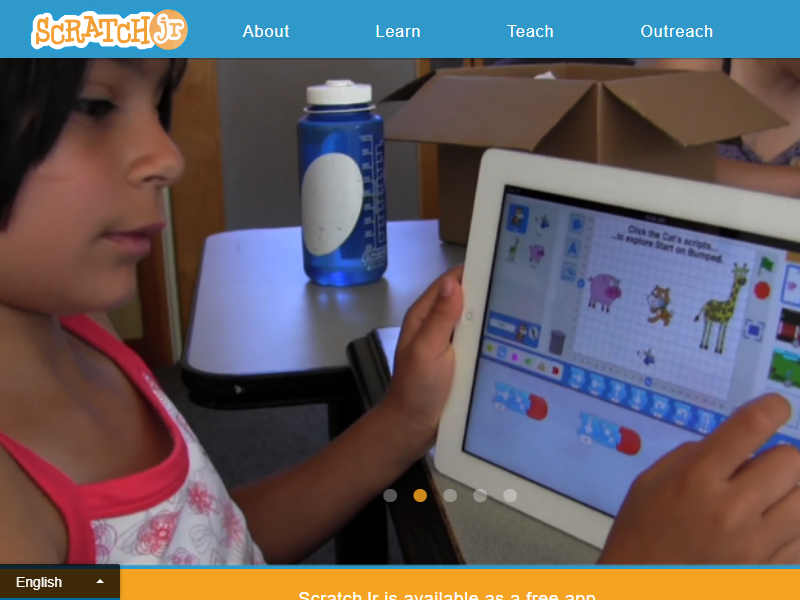 SCRATCHjr
About
Learn
Teach
Outreach
Click the Cat's scripts...
...to explore Start on Bumped.
English
ScratchJr is available as a free app